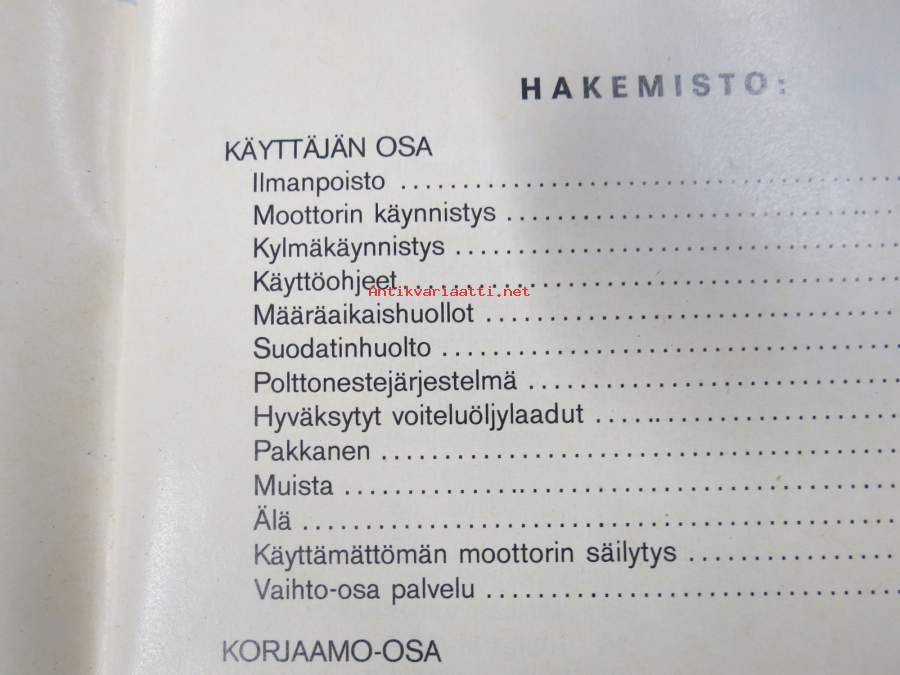 HAKEMISTO:
KÄYTTÄJÄN OSA
Ilmanpoisto ........................................
Moottorin käynnistys ................................
Kylmäkäynnistys ....................................
Käyttöohjeet ........................................
Antikvariaatti.net
Määräaikaishuollot ..................................
Suodatinhuolto .....................................
Polttonestejärjestelmä ..............................
Hyväksytyt voiteluöljylaadut .........................
Pakkanen ..........................................
Muista .............................................
Älä ................................................
Käyttämättömän moottorin säilytys .................
Vaihto-osa palvelu ..................................
KORJAAMO-OSA